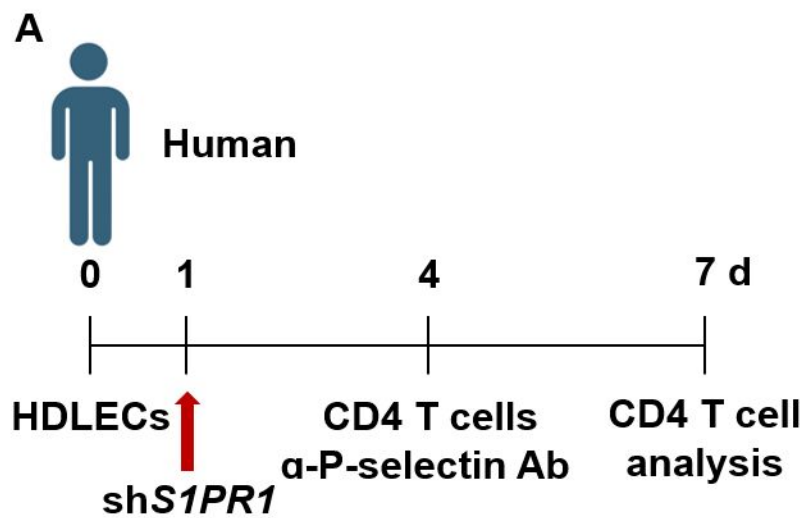 A
Human
0 1 4 7 d
HDLECs CD4 T cells CD4 T cell
α-P-selectin Ab analysis
shS1PR1